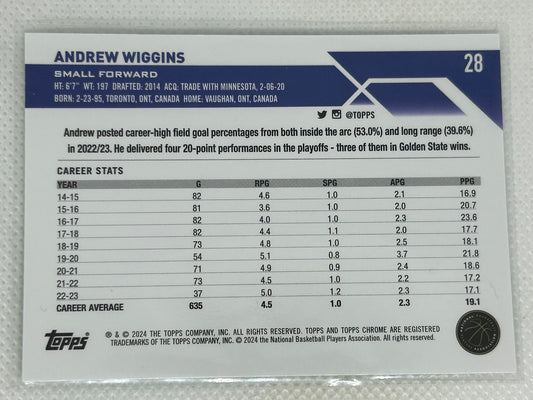 ANDREW WIGGINS
28
SMALL FORWARD
HT: 6'7" WT: 197 DRAFTED: 2014 ACQ: TRADE WITH MINNESOTA, 2-06-20
BORN: 2-23-95, TORONTO, ONT, CANADA HOME: VAUGHAN, ONT, CANADA
@TOPPS
Andrew posted career-high field goal percentages from both inside the arc (53.0%) and long range (39.6%)
in 2022/23. He delivered four 20-point performances in the playoffs - three of them in Golden State wins.
CAREER STATS
YEAR G RPG SPG APG PPG
14-15 82 4.6 1.0 2.1 16.9
15-16 81 3.6 1.0 2.0 20.7
16-17 82 4.0 1.0 2.3 23.6
17-18 82 4.4 1.1 2.0 17.7
18-19 73 4.8 1.0 2.5 18.1
19-20 54 5.1 0.8 3.7 21.8
20-21 71 4.9 0.9 2.4 18.6
21-22 73 4.5 1.0 2.2 17.2
22-23 37 5.0 1.2 2.3 17.1
CAREER AVERAGE 635 4.5 1.0 2.3 19.1
Topps
® & © 2024 THE TOPPS COMPANY, INC. ALL RIGHTS RESERVED. TOPPS AND TOPPS CHROME ARE REGISTERED
TRADEMARKS OF THE TOPPS COMPANY, INC. © 2024 the National Basketball Players Association. All rights reserved.